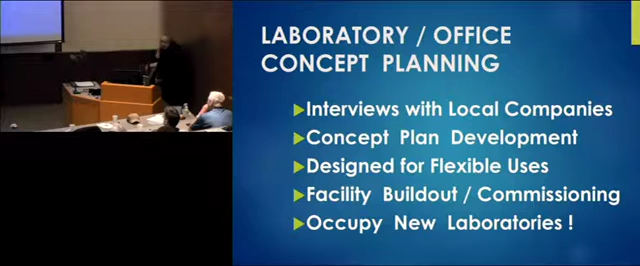 LABORATORY / OFFICE
CONCEPT PLANNING
Interviews with Local Companies
Concept Plan Development
Designed for Flexible Uses
Facility Buildout / Commissioning
Occupy New Laboratories !